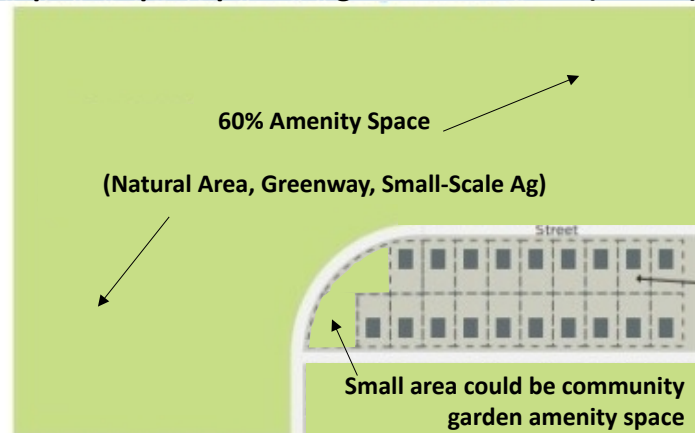 60% Amenity Space
(Natural Area, Greenway, Small-Scale Ag)
Street
Small area could be community
garden amenity space